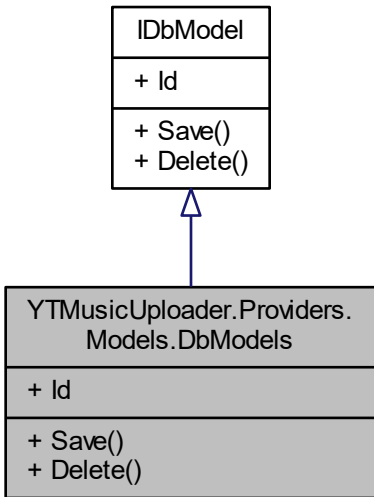 IDbModel
+ Id
+ Save()
+ Delete()
YTMusicUploader.Providers.
Models.DbModels
+ Id
+ Save()
+ Delete()